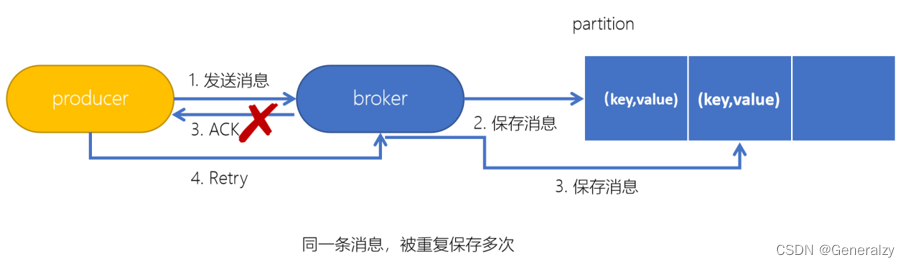 partition
1. 发送消息
producer
broker
(key,value)
(key,value)
3. ACK
2. 保存消息
4. Retry
3. 保存消息
同一条消息，被重复保存多次
CSDN @Generalzy